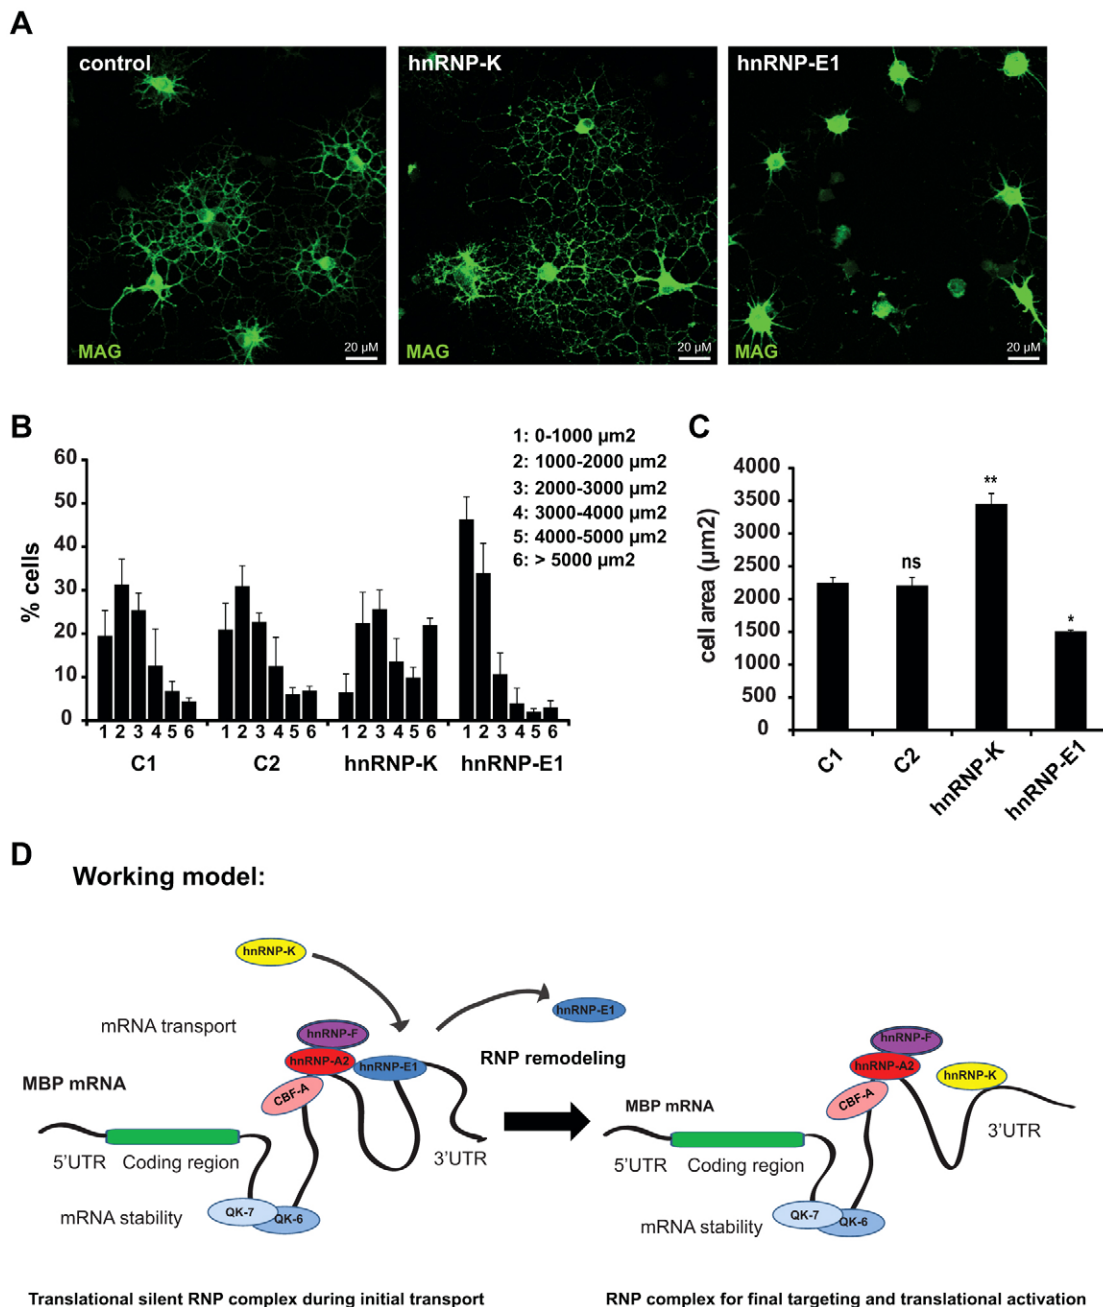 A
control
hnRNP-K
hnRNP-E1
MAG
20 µM
MAG
20 µM
MAG
20 µM
B
1: 0-1000 µm2
2: 1000-2000 µm2
3: 2000-3000 µm2
4: 3000-4000 µm2
5: 4000-5000 µm2
6: > 5000 µm2
60
50
40
30
20
10
0
% cells
1 2 3 4 5 6 1 2 3 4 5 6 1 2 3 4 5 6 1 2 3 4 5 6
C1 C2 hnRNP-K hnRNP-E1
C
4000
3500
3000
2500
2000
1500
1000
500
0
cell area (µm2)
ns
**
*
C1
C2
hnRNP-K
hnRNP-E1
D
Working model:
hnRNP-K
mRNA transport
hnRNP-F
hnRNP-A2
hnRNP-E1
CBF-A
hnRNP-E1
RNP remodeling
MBP mRNA
5'UTR
Coding region
3'UTR
mRNA stability
QK-7
QK-6
hnRNP-F
hnRNP-A2
hnRNP-K
CBF-A
MBP mRNA
5'UTR
Coding region
3'UTR
mRNA stability
QK-7
QK-6
Translational silent RNP complex during initial transport
RNP complex for final targeting and translational activation